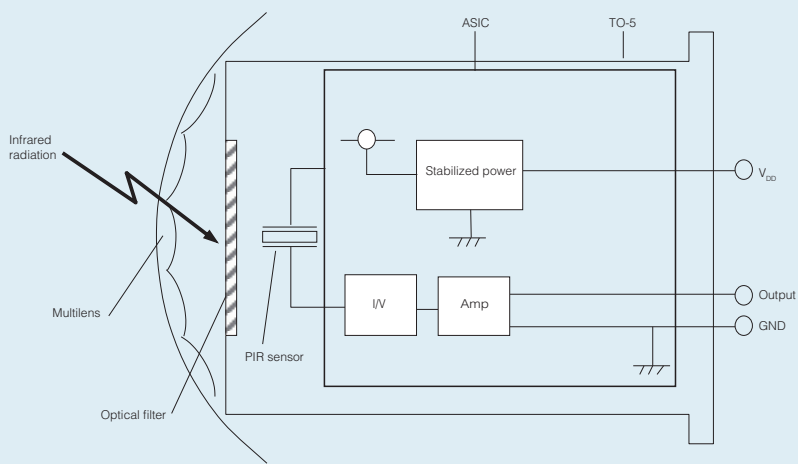 ASIC
TO-5
Infrared
radiation
Stabilized power
V_DD
I/V
Amp
Output
GND
Multilens
PIR sensor
Optical filter